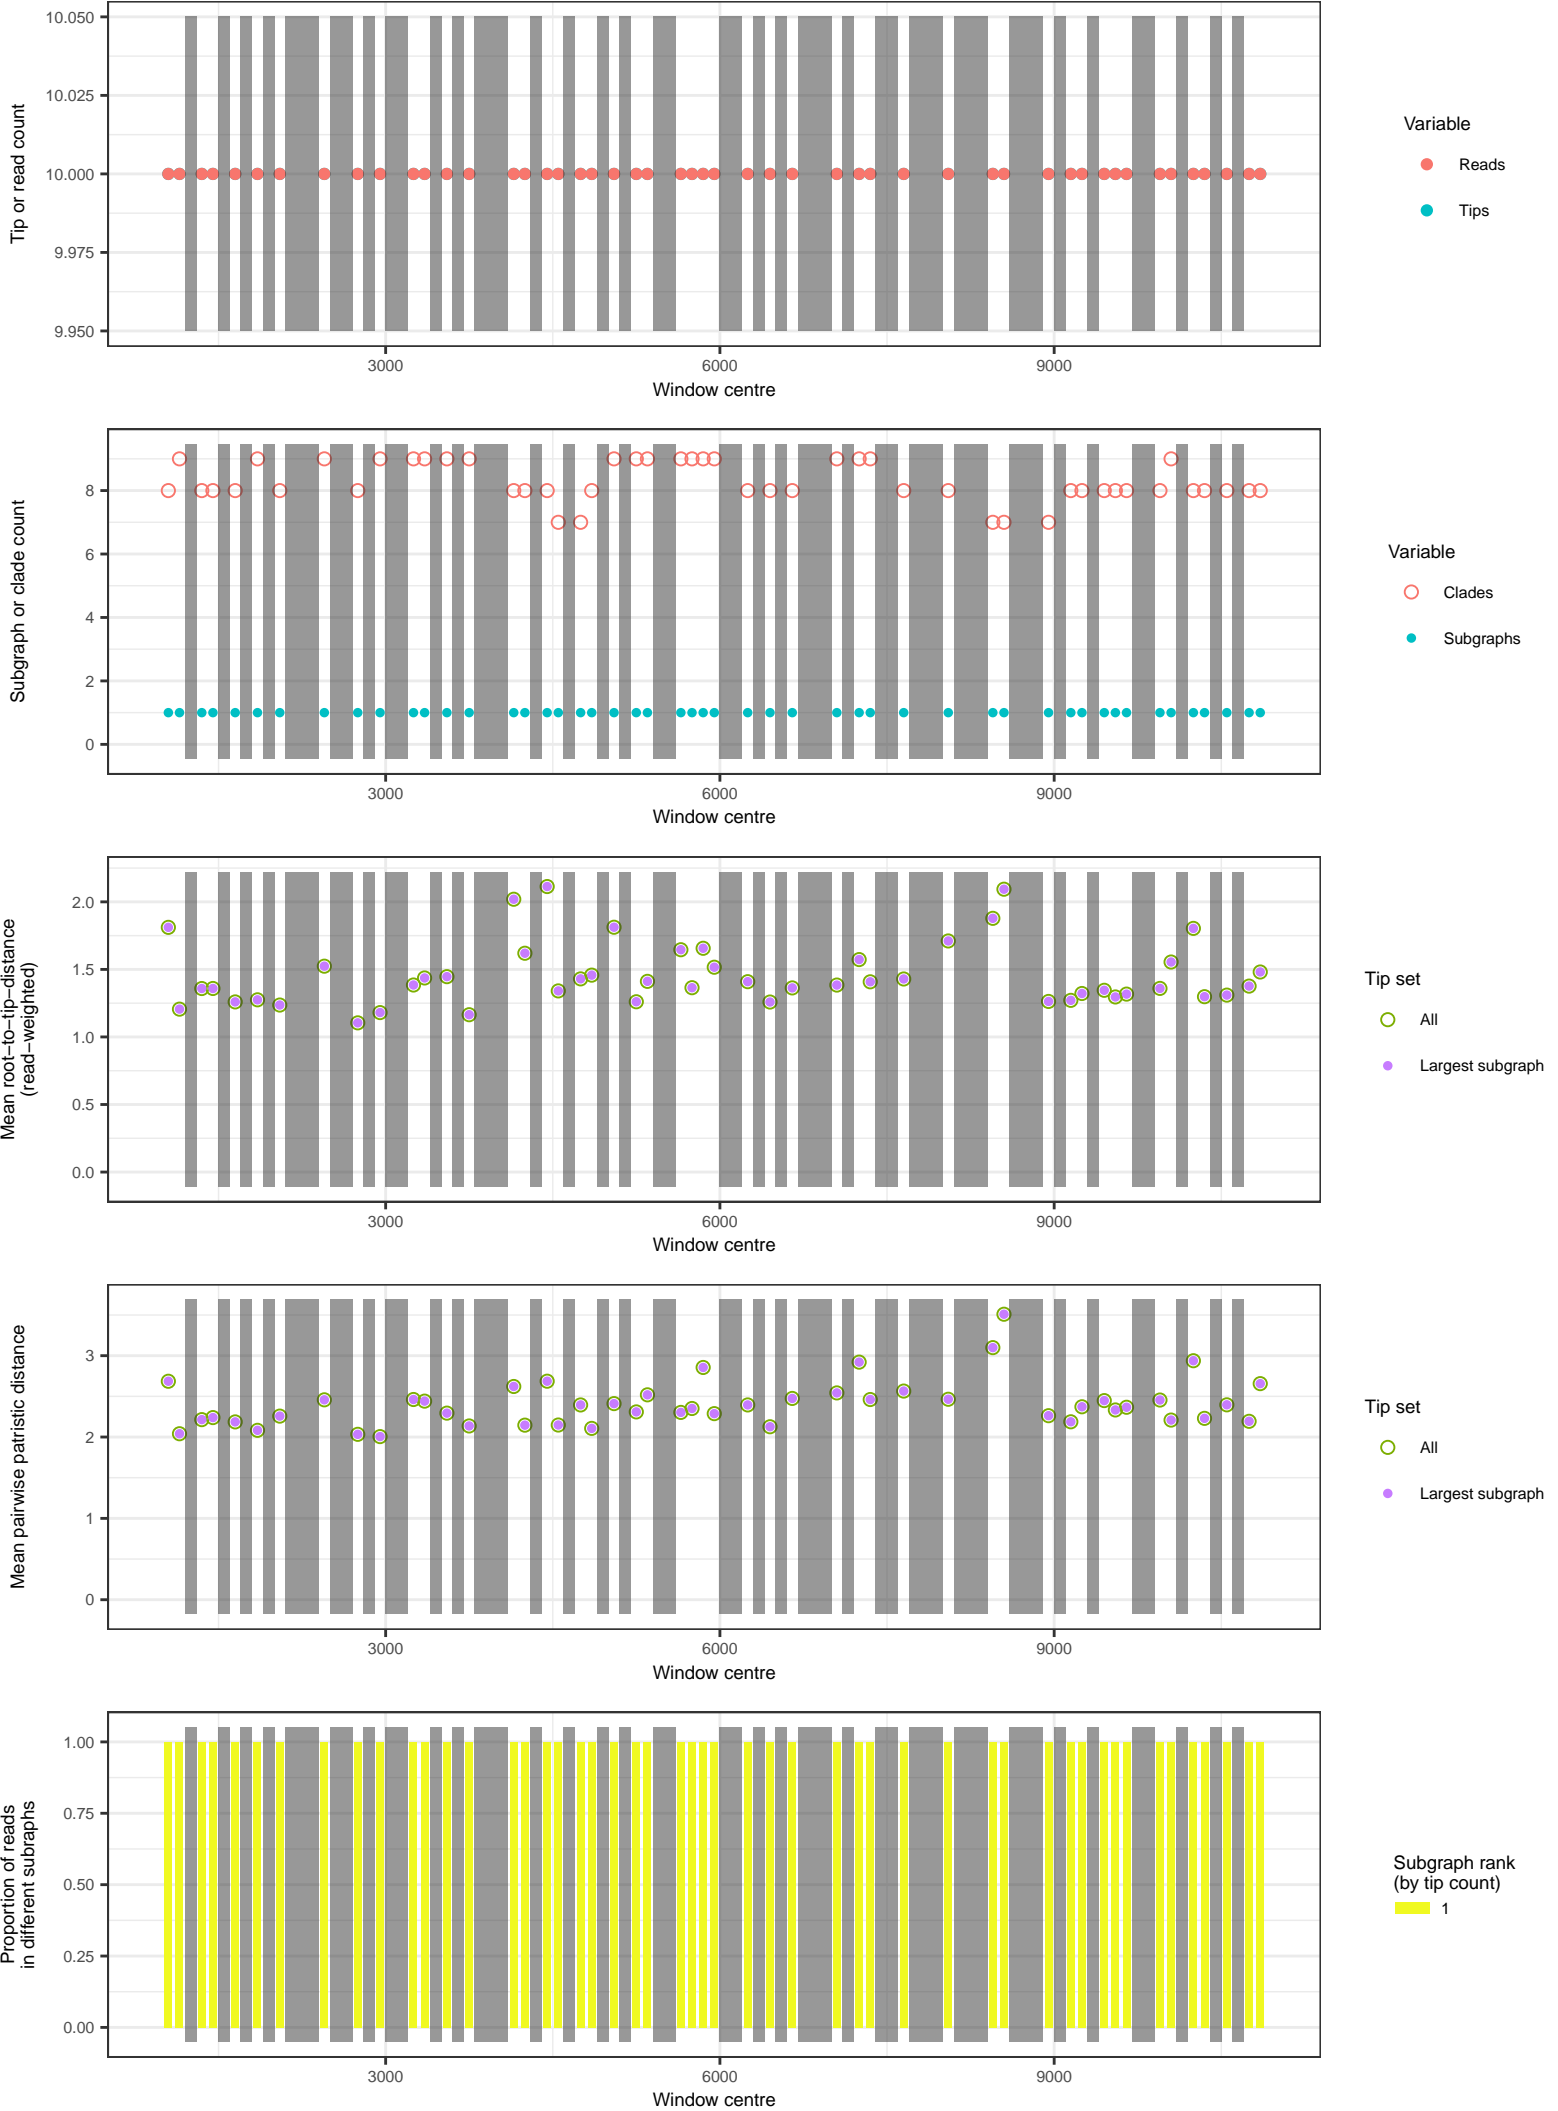 10.050
10.025
10.000
9.975
9.950
Tip or read count
3000
6000
9000
Window centre
Variable
Reads
Tips
8
6
4
2
0
Subgraph or clade count
3000
6000
9000
Window centre
Variable
Clades
Subgraphs
2.0
1.5
1.0
0.5
0.0
Mean root−to−tip−distance
(read−weighted)
3000
6000
9000
Window centre
Tip set
All
Largest subgraph
3
2
1
0
Mean pairwise patristic distance
3000
6000
9000
Window centre
Tip set
All
Largest subgraph
1.00
0.75
0.50
0.25
0.00
Proportion of reads
in different subraphs
3000
6000
9000
Window centre
Subgraph rank
(by tip count)
1